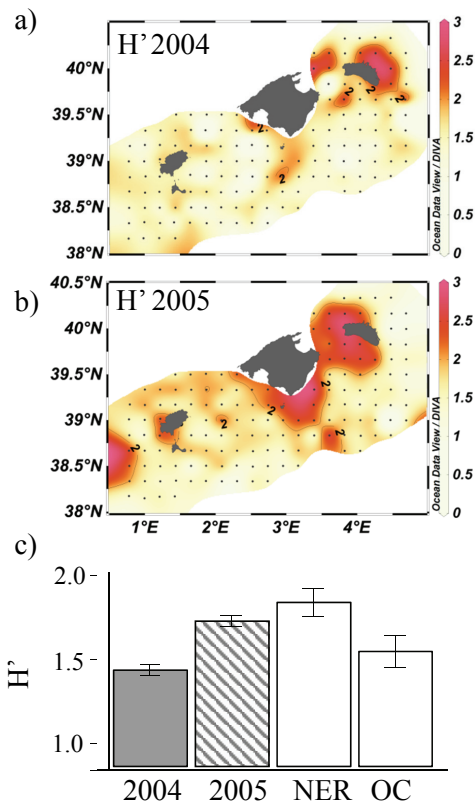 a)
H' 2004
40°N
39.5°N
39°N
38.5°N
38°N
2
2
2
2
2
3
2.5
2
1.5
1
0.5
0
Ocean Data View / DIVA
b)
H' 2005
40.5°N
40°N
39.5°N
39°N
38.5°N
38°N
2
2
2
2
2
2
1°E 2°E 3°E 4°E
3
2.5
2
1.5
1
0.5
0
Ocean Data View / DIVA
c)
H'
2.0
1.5
1.0
2004 2005 NER OC